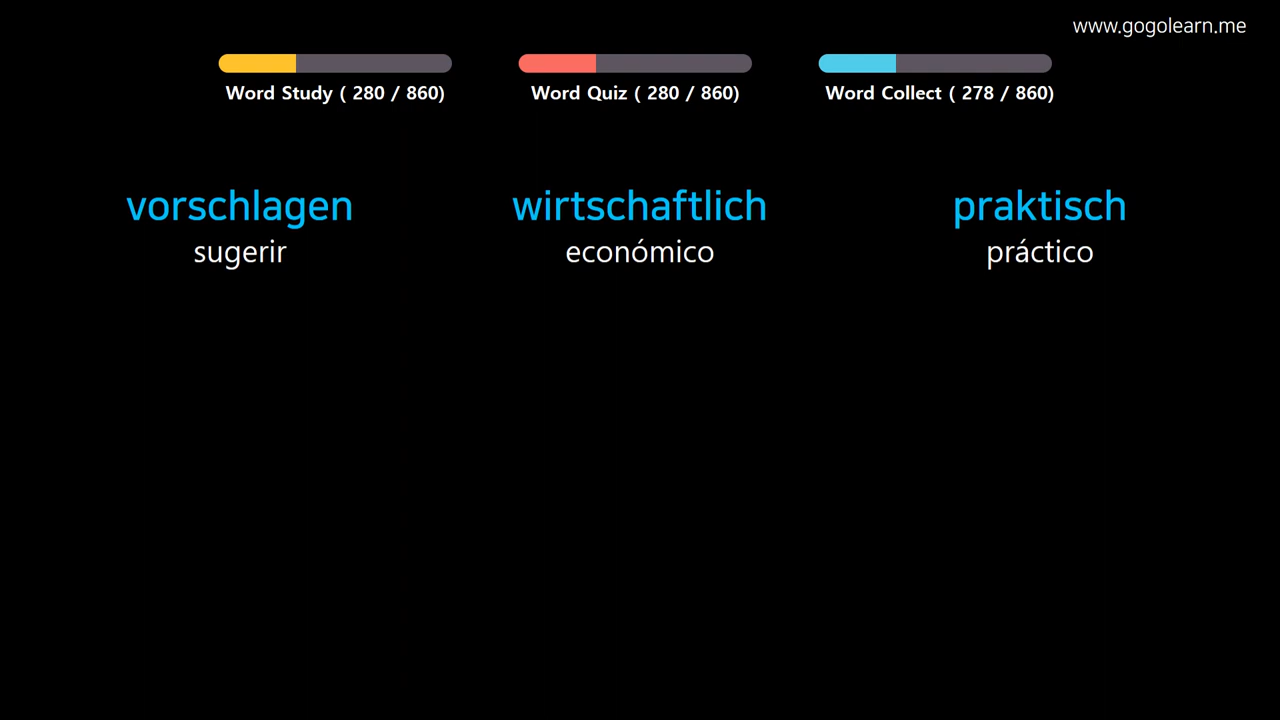 www.gogolearn.me
Word Study ( 280 / 860)
Word Quiz ( 280 / 860)
Word Collect ( 278 / 860)
vorschlagen
sugerir
wirtschaftlich
económico
praktisch
práctico